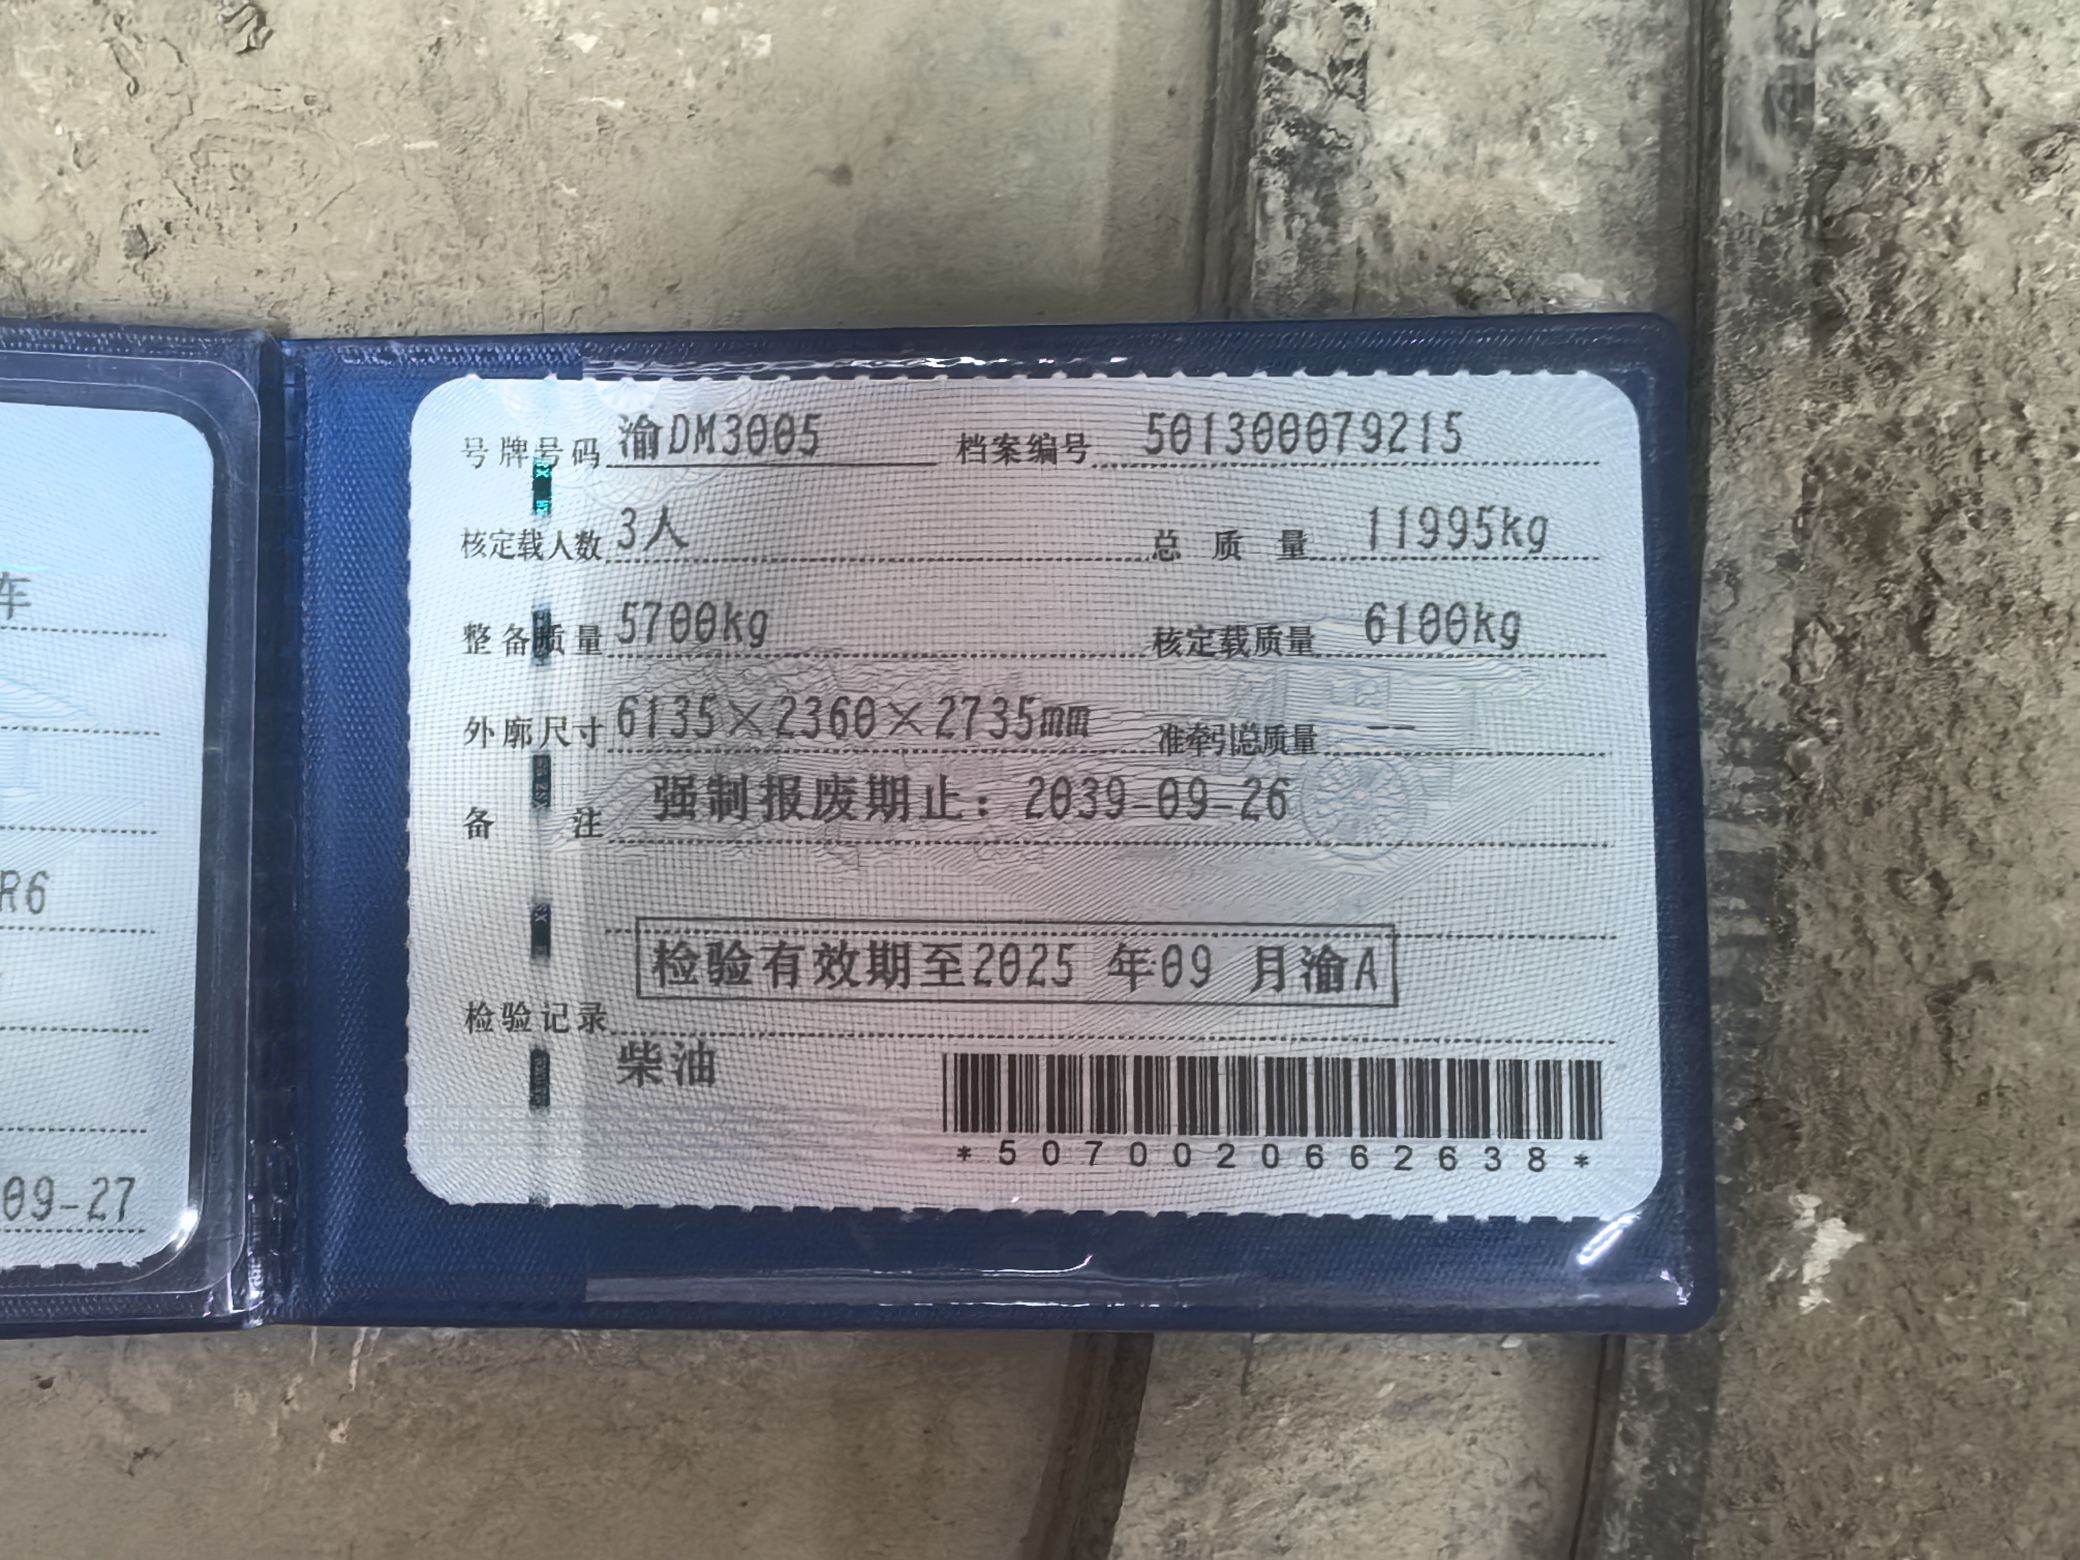 车
R6
09-27
号牌号码 渝DM3005 档案编号 501300079215
核定载人数 3人 总质量 11995kg
整备质量 5700kg 核定载质量 6100kg
外廓尺寸 6135×2360×2735mm 准牵引总质量 --
备注 强制报废期止：2039-09-26
检验有效期至2025 年09 月渝A
检验记录
柴油
*5070020662638*